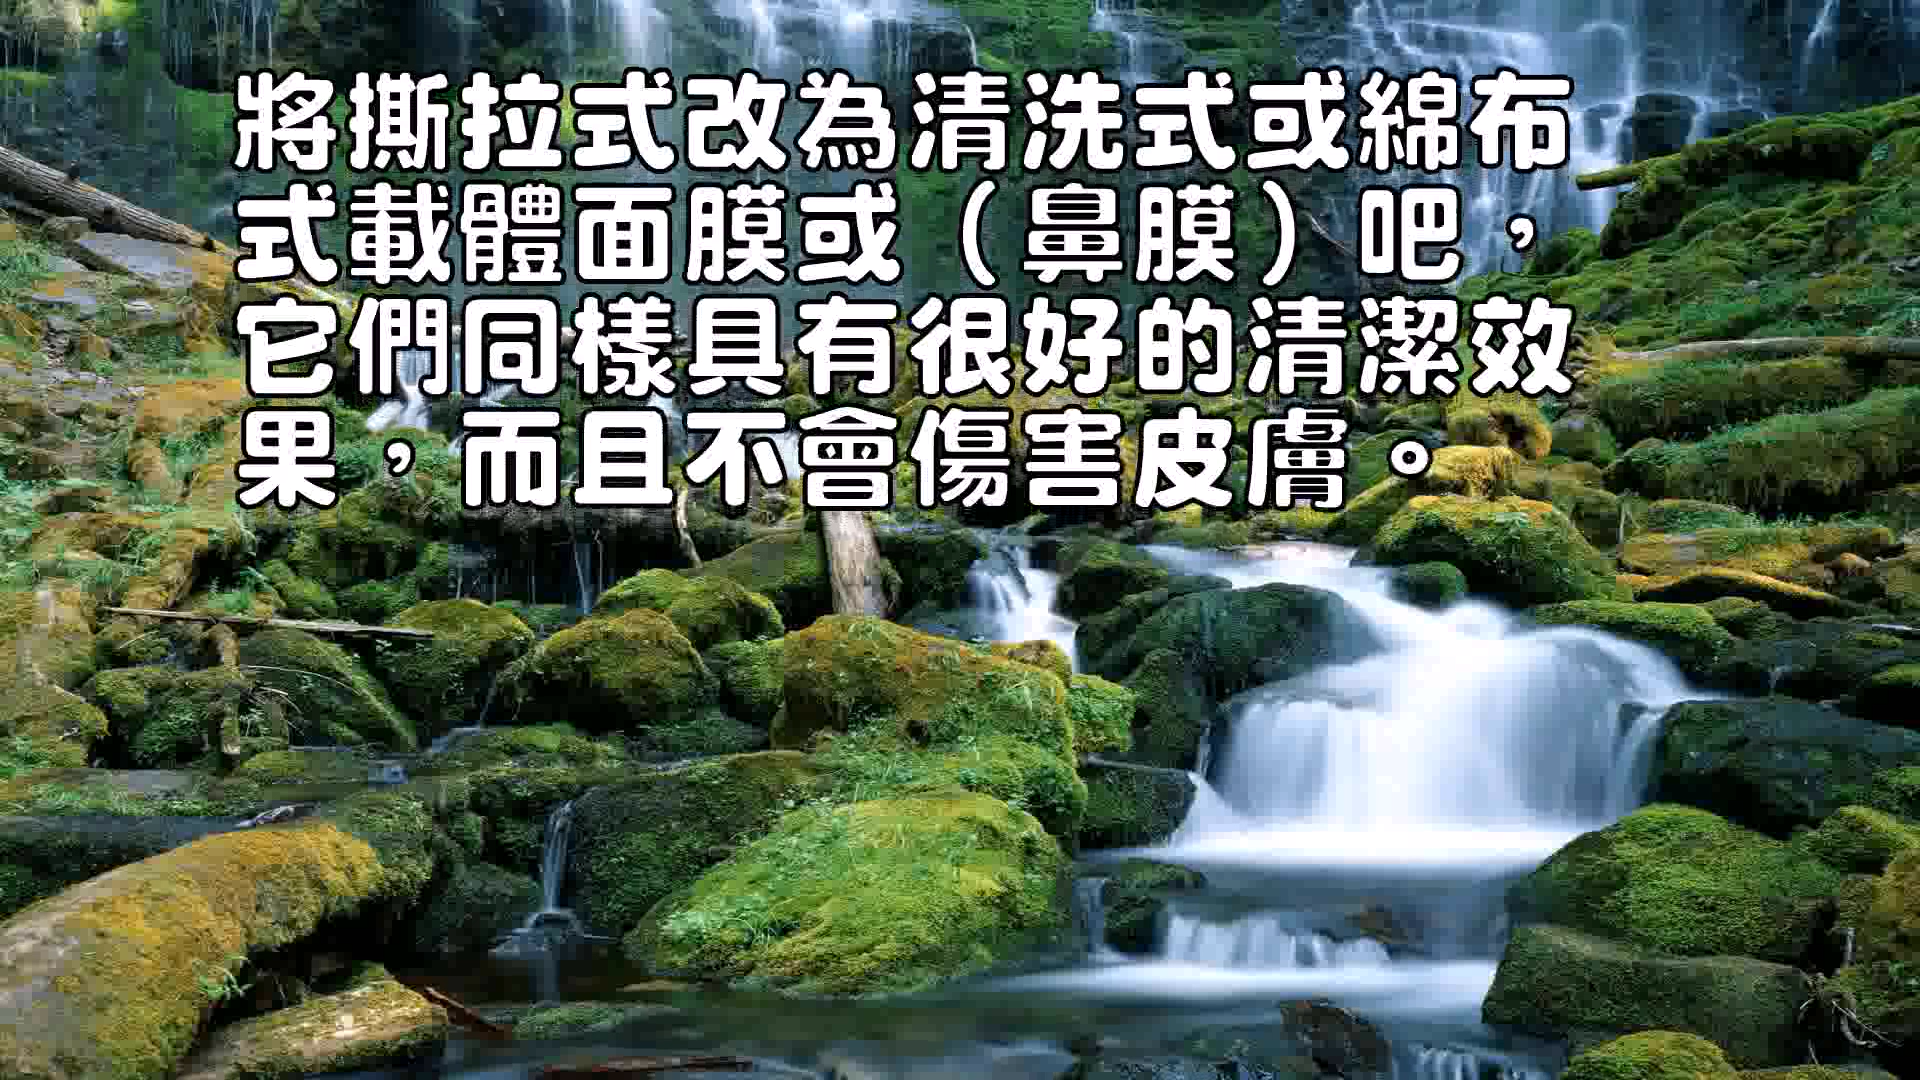 將撕拉式改為清洗式或綿布
式載體面膜或（鼻膜）吧，
它們同樣具有很好的清潔效
果，而且不會傷害皮膚。